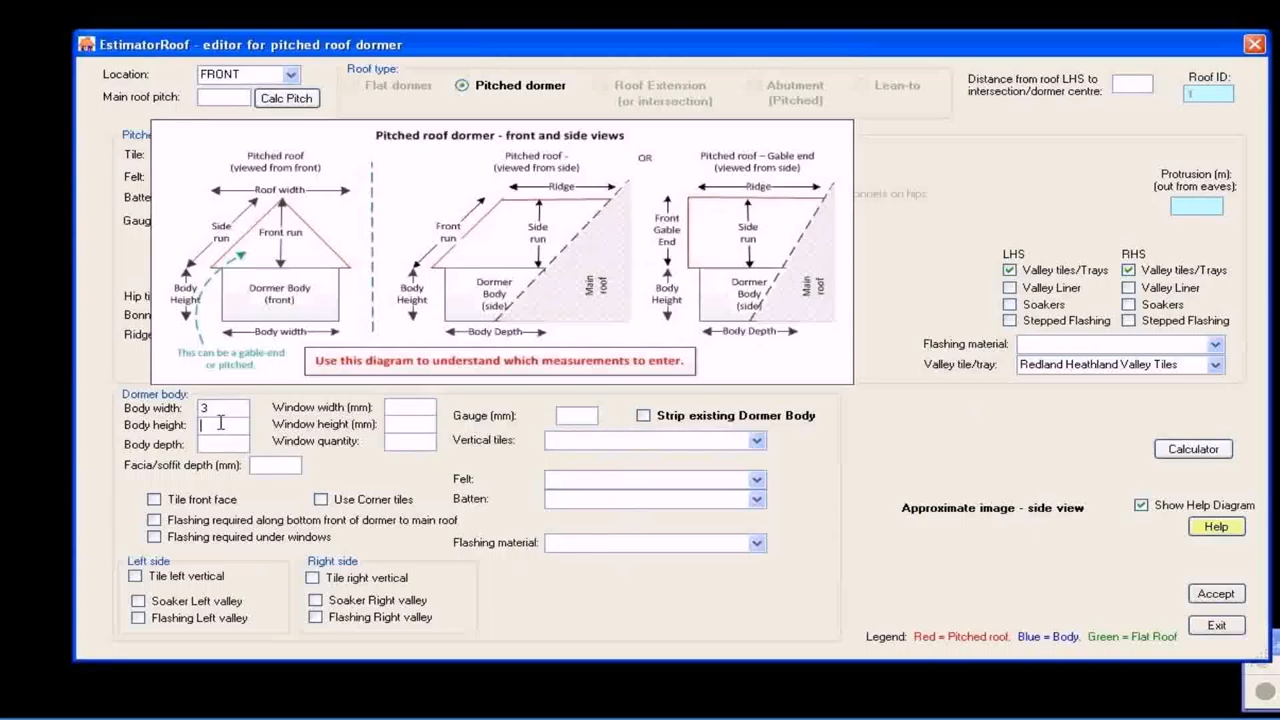 EstimatorRoof - editor for pitched roof dormer
Location: FRONT
Main roof pitch: Calc Pitch
Roof type:
Flat dormer Pitched dormer Roof Extension (or intersection) Abutment (Pitched) Lean-to
Distance from roof LHS to intersection/dormer centre:
Roof ID:
1
Pitche
Tile:
Felt:
Batte
Gaug
Hip ti
Bonn
Ridge
Pitched roof dormer - front and side views
Pitched roof
(viewed from front)
Roof width
Side run
Front run
Body Height
Dormer Body
(front)
Body width
This can be a gable-end
or pitched.
Pitched roof -
(viewed from side)
Ridge
Front run
Side run
Body Height
Dormer Body (side)
Main roof
Body Depth
OR
Pitched roof – Gable end
(viewed from side)
Ridge
Front Gable End
Side run
Body Height
Dormer Body (side)
Main roof
Body Depth
Use this diagram to understand which measurements to enter.
onnels on hips
Protrusion (m):
(out from eaves):
LHS RHS
Valley tiles/Trays Valley tiles/Trays
Valley Liner Valley Liner
Soakers Soakers
Stepped Flashing Stepped Flashing
Flashing material:
Valley tile/tray: Redland Heathland Valley Tiles
Dormer body:
Body width: 3 Window width (mm):
Body height: Window height (mm):
Body depth: Window quantity:
Facia/soffit depth (mm):
Gauge (mm): Strip existing Dormer Body
Vertical tiles:
Felt:
Batten:
Flashing material:
Tile front face Use Corner tiles
Flashing required along bottom front of dormer to main roof
Flashing required under windows
Left side Right side
Tile left vertical Tile right vertical
Soaker Left valley Soaker Right valley
Flashing Left valley Flashing Right valley
Calculator
Approximate image - side view
Show Help Diagram
Help
Accept
Exit
Legend: Red = Pitched roof. Blue = Body. Green = Flat Roof